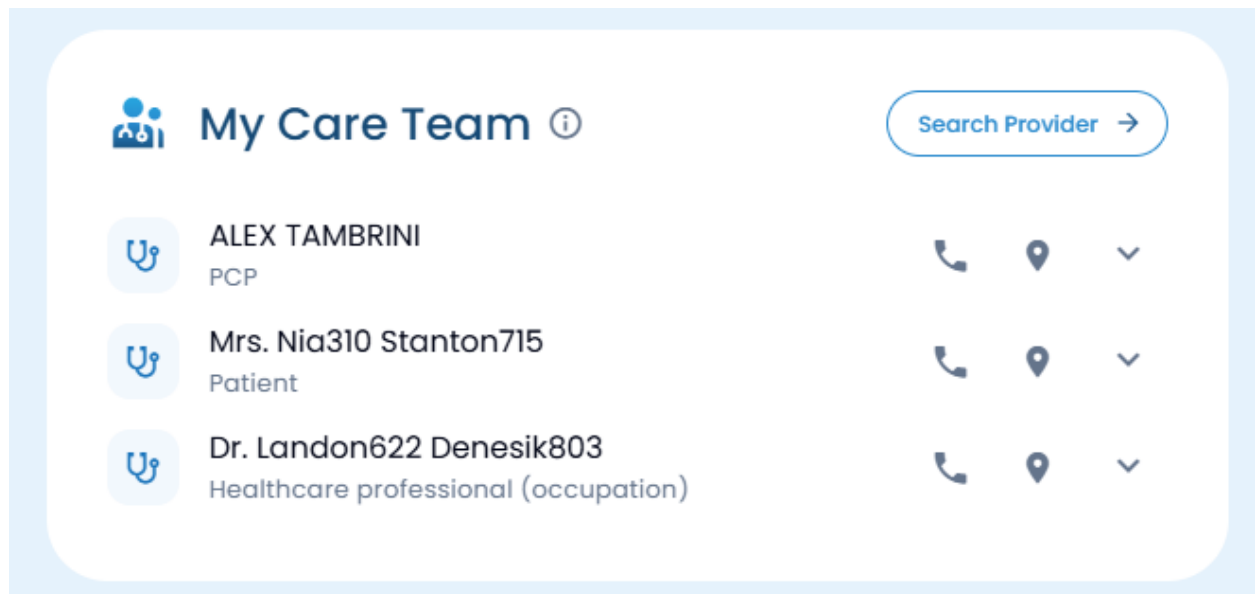 My Care Team
Search Provider
ALEX TAMBRINI
PCP
Mrs. Nia310 Stanton715
Patient
Dr. Landon622 Denesik803
Healthcare professional (occupation)